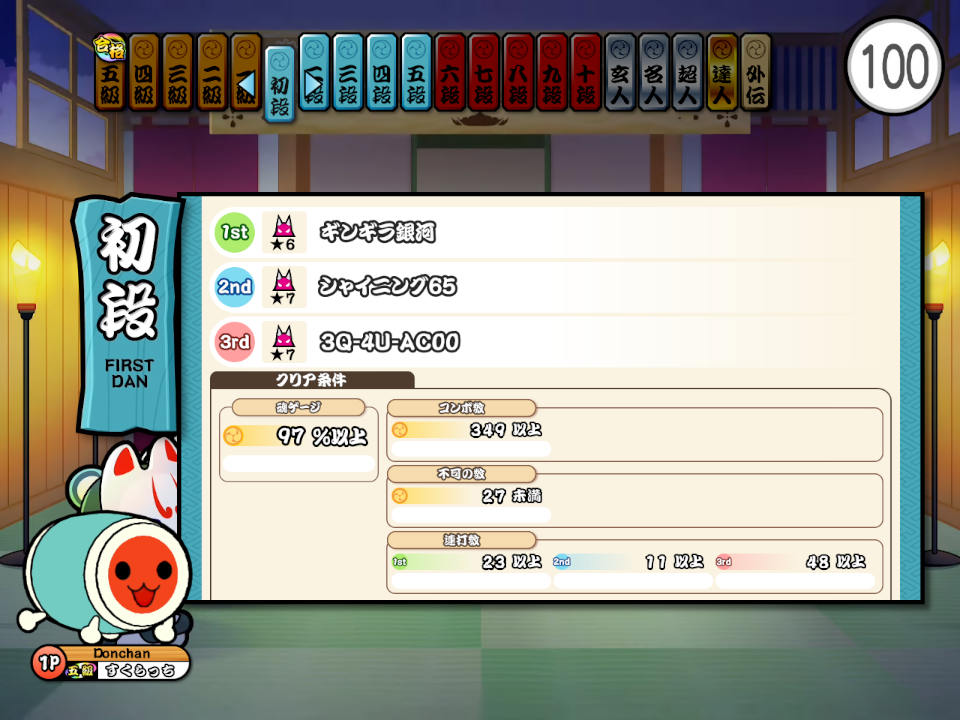 合格
五級
四級
三級
二級
初段
三段
四段
五段
六段
七段
八段
九段
十段
玄人
名人
超人
達人
外伝
100
初段
FIRST DAN
1st ★6 ギンギラ銀河
2nd ★7 シャイニング65
3rd ★7 3Q-4U-AC00
クリア条件
魂ゲージ
97 %以上
コンボ数
349 以上
不可の数
27 未満
連打数
1st 23 以上 2nd 11 以上 3rd 48 以上
1P Donchan
五級 すくらっち